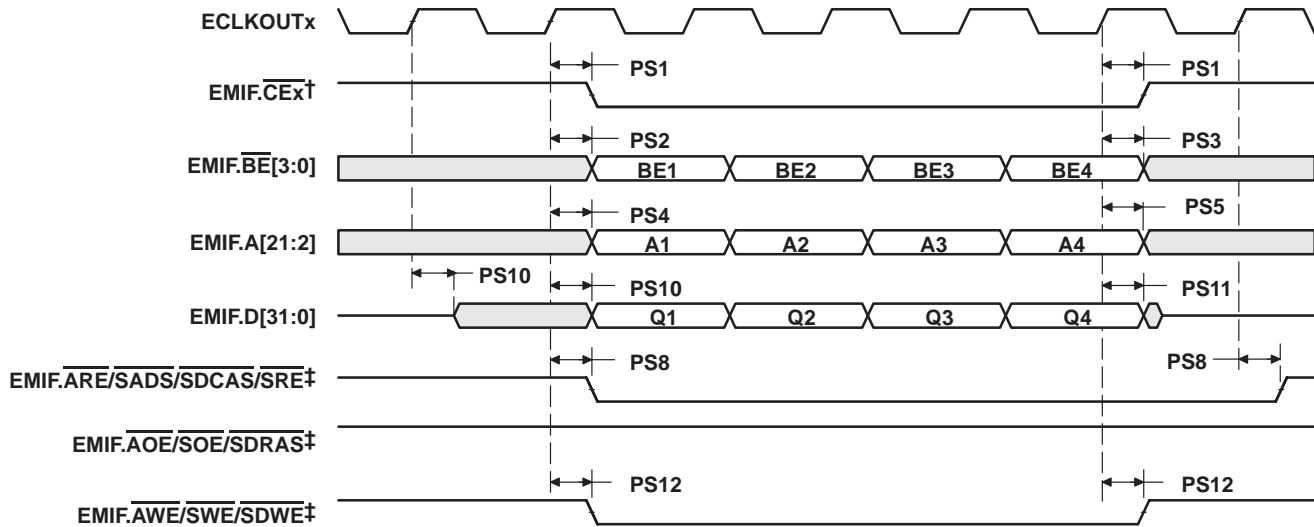 ECLKOUTx
PS1 PS1
EMIF.CEx†
PS2 PS3
EMIF.BE[3:0] BE1 BE2 BE3 BE4
PS4 PS5
EMIF.A[21:2] A1 A2 A3 A4
PS10 PS10 PS11
EMIF.D[31:0] Q1 Q2 Q3 Q4
PS8 PS8
EMIF.ARE/SADS/SDCAS/SRE‡
EMIF.AOE/SOE/SDRAS‡
PS12 PS12
EMIF.AWE/SWE/SDWE‡